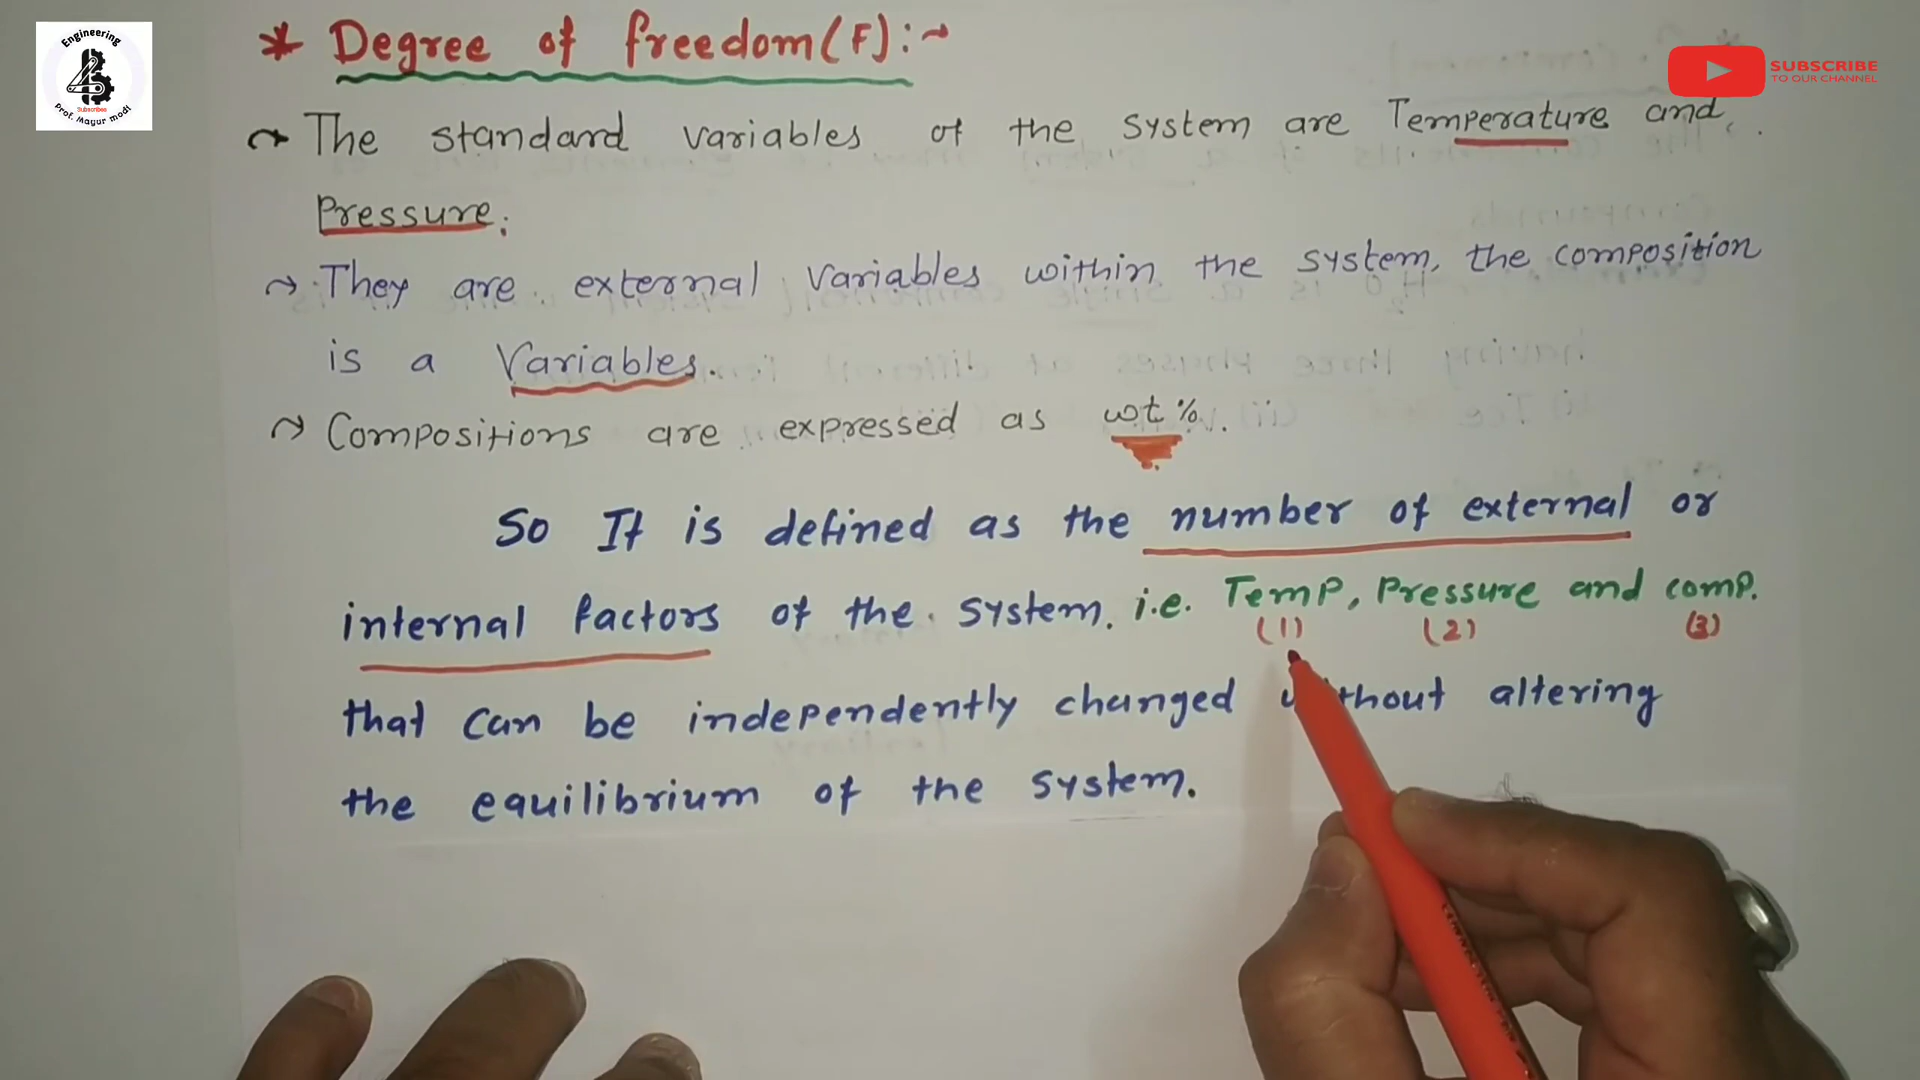 Engineering
Subscribes
Prof. Mayur modi
SUBSCRIBE
TO OUR CHANNEL
* Degree of freedom(F):-
→ The standard variables of the system are Temperature and
Pressure.
→ They are external variables within the system, the composition
is a Variables.
→ Compositions are expressed as wt%.
So It is defined as the number of external or
internal factors of the system. i.e. Temp, Pressure and comp.
(1) (2) (3)
that can be independently changed without altering
the equilibrium of the system.